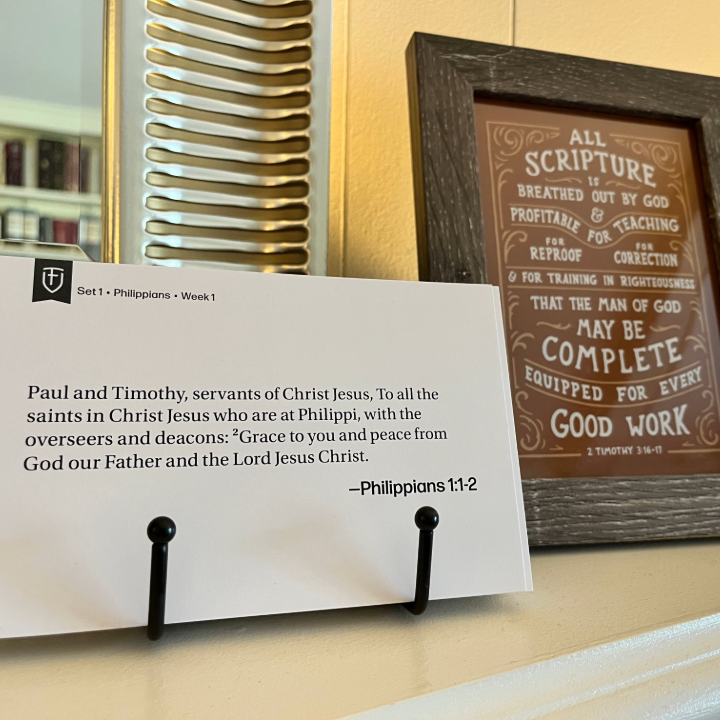 Set 1 • Philippians • Week 1
Paul and Timothy, servants of Christ Jesus, To all the
saints in Christ Jesus who are at Philippi, with the
overseers and deacons: ²Grace to you and peace from
God our Father and the Lord Jesus Christ.
—Philippians 1:1-2
ALL
SCRIPTURE
IS
BREATHED OUT BY GOD
&
PROFITABLE FOR TEACHING
FOR REPROOF FOR CORRECTION
& FOR TRAINING IN RIGHTEOUSNESS
THAT THE MAN OF GOD
MAY BE
COMPLETE
EQUIPPED FOR EVERY
GOOD WORK
2 TIMOTHY 3:16-17